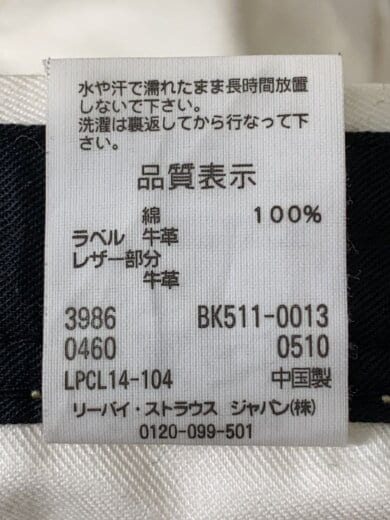 水や汗で濡れたまま長時間放置
しないで下さい。
洗濯は裏返してから行なって下
さい。
品質表示
綿 100%
ラベル 牛革
レザー部分
牛革
3986 BK511-0013
0460 0510
LPCL14-104 中国製
リーバイ・ストラウス ジャパン(株)
0120-099-501